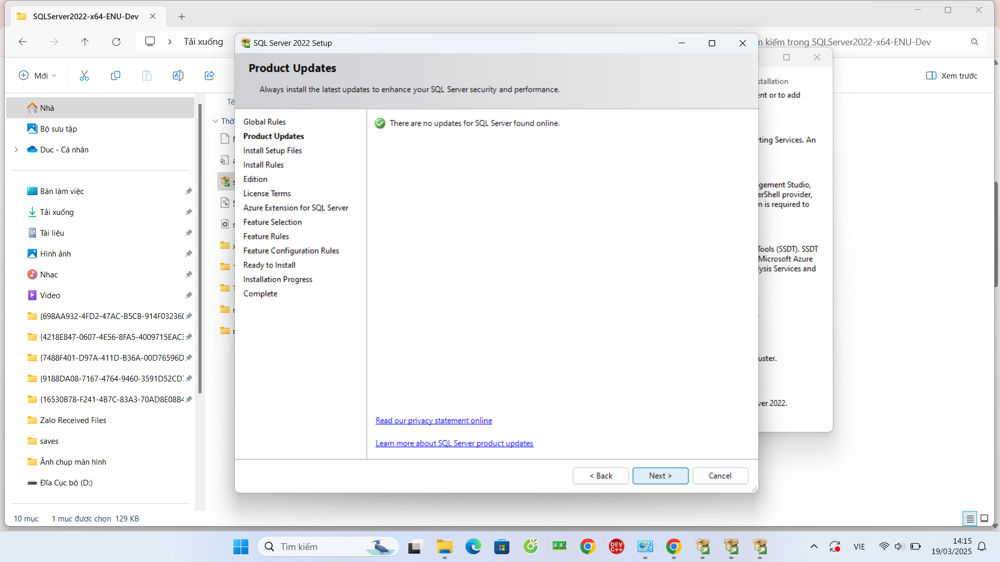 SQLServer2022-x64-ENU-Dev
Tải xuống
kiếm trong SQLServer2022-x64-ENU-Dev
Mới
Xem trước
Nhà
Bộ sưu tập
Duc - Cá nhân
Bàn làm việc
Tải xuống
Tài liệu
Hình ảnh
Nhạc
Video
{698AA932-4FD2-47AC-B5CB-914F03236(
{4218E847-0607-4E56-8FA5-4009715EAC3
{7488F401-D97A-411D-B36A-00D76596D
{9188DA08-7167-4764-9460-3591D52CD7
{16530B78-F241-4B7C-83A3-70AD8E08B4
Zalo Received Files
saves
Ảnh chụp màn hình
Đĩa Cục bộ (D:)
10 mục
1 mục được chọn 129 KB
SQL Server 2022 Setup
Product Updates
Always install the latest updates to enhance your SQL Server security and performance.
Global Rules
Product Updates
Install Setup Files
Install Rules
Edition
License Terms
Azure Extension for SQL Server
Feature Selection
Feature Rules
Feature Configuration Rules
Ready to Install
Installation Progress
Complete
There are no updates for SQL Server found online.
Read our privacy statement online
Learn more about SQL Server product updates
< Back
Next >
Cancel
stallation
ent or to add
rting Services. An
gement Studio,
erShell provider,
n is required to
Tools (SSDT). SSDT
Microsoft Azure
lysis Services and
uster.
ver 2022.
Tìm kiếm
DEV
C++
VIE
14:15
19/03/2025